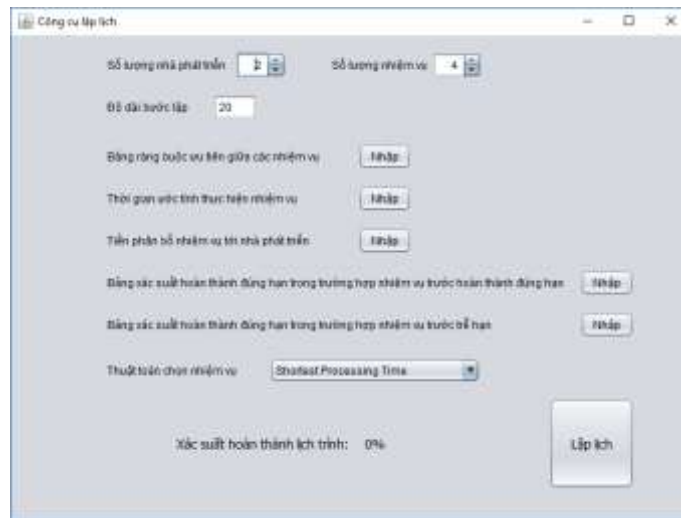 Công cụ lập lịch
Số lượng nhà phát triển 2 Số lượng nhiệm vụ 4
Độ dài bước lặp 20
Bảng ràng buộc ưu tiên giữa các nhiệm vụ Nhập
Thời gian ước tính thực hiện nhiệm vụ Nhập
Tiền phân bổ nhiệm vụ tới nhà phát triển Nhập
Bảng xác suất hoàn thành đúng hạn trong trường hợp nhiệm vụ trước hoàn thành đúng hạn Nhập
Bảng xác suất hoàn thành đúng hạn trong trường hợp nhiệm vụ trước trễ hạn Nhập
Thuật toán chọn nhiệm vụ Shortest Processing Time
Xác suất hoàn thành lịch trình: 0% Lập lịch